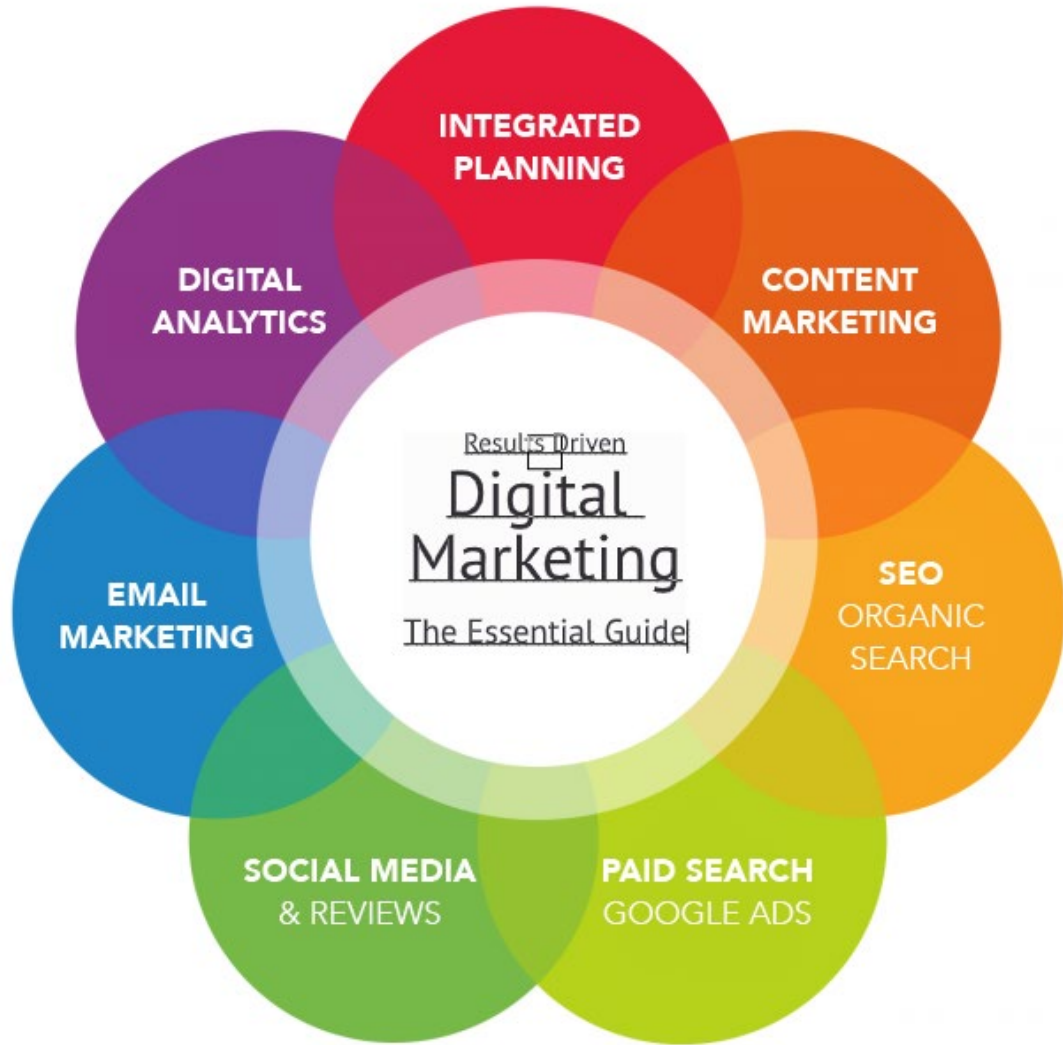 INTEGRATED
PLANNING
CONTENT
MARKETING
SEO
ORGANIC
SEARCH
PAID SEARCH
GOOGLE ADS
SOCIAL MEDIA
& REVIEWS
EMAIL
MARKETING
DIGITAL
ANALYTICS
Results Driven
Digital
Marketing
The Essential Guide